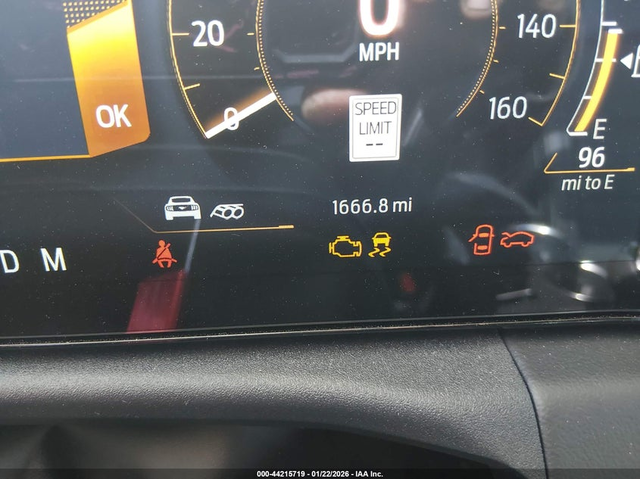 0
20
MPH
140
OK
0
SPEED
LIMIT
--
160
E
96
mi to E
1666.8 mi
D M
000-44215719 - 01/22/2026 - IAA Inc.